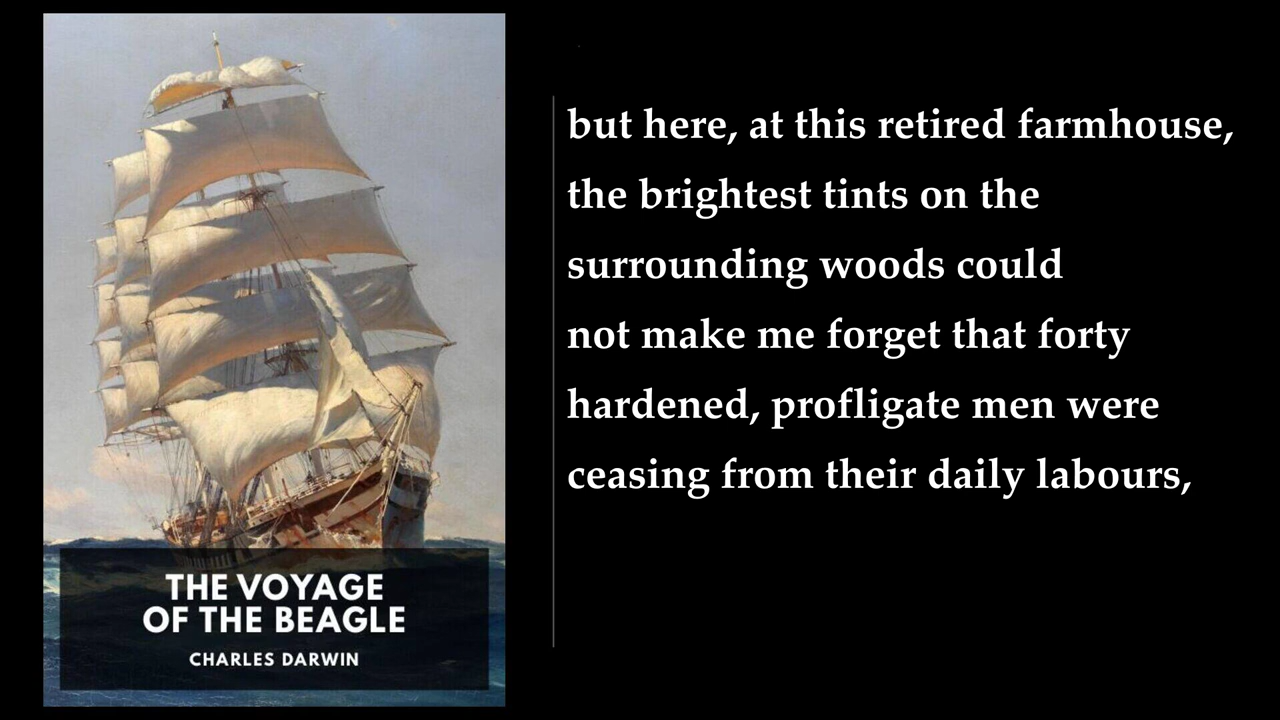 but here, at this retired farmhouse,
the brightest tints on the
surrounding woods could
not make me forget that forty
hardened, profligate men were
ceasing from their daily labours,
THE VOYAGE
OF THE BEAGLE
CHARLES DARWIN